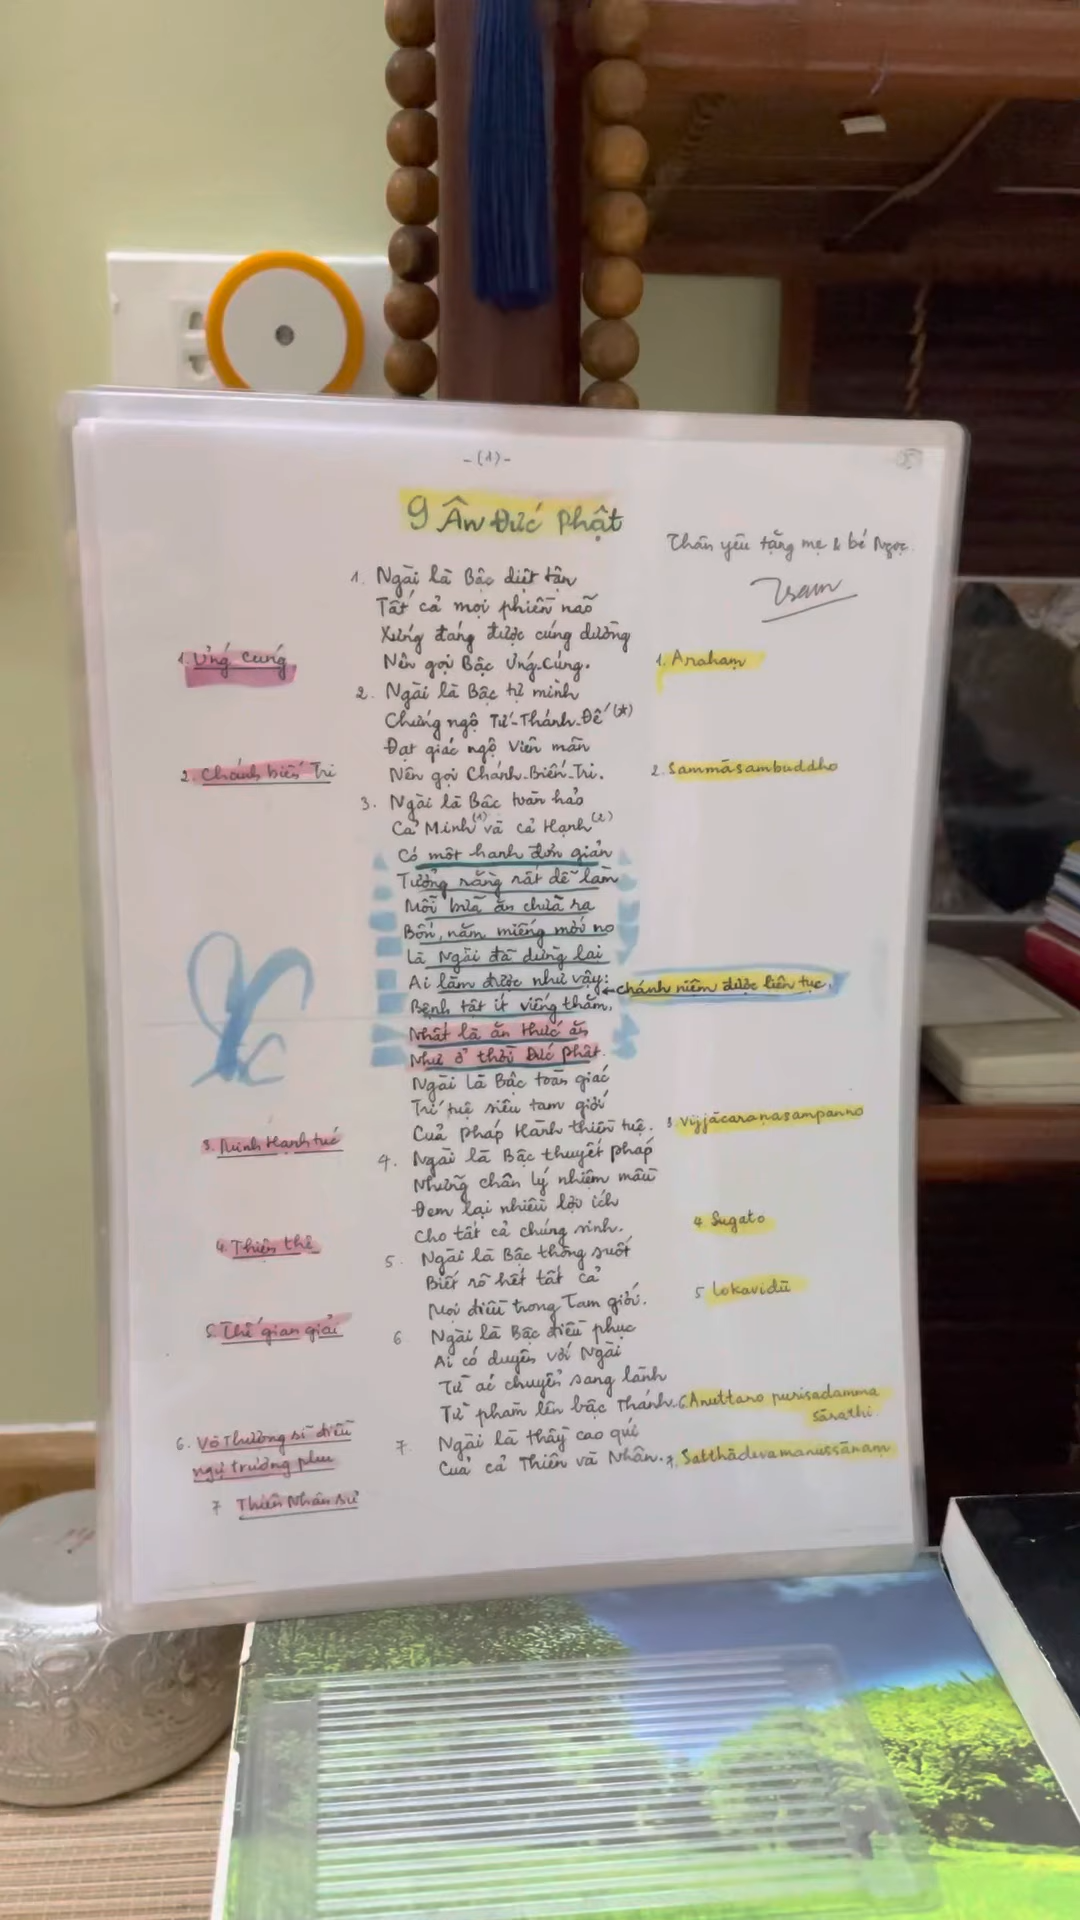 -(1)-
9 Ân Đức Phật
Thân yêu tặng mẹ & bé Ngọc.
1. Ngài là Bậc diệt tận
Tất cả mọi phiền não
Xứng đáng được cúng dường
1. Ứng Cúng
Nên gọi Bậc Ứng-Cúng.
1. Arahaṃ
2. Ngài là Bậc tự mình
Chứng ngộ Tứ-Thánh-Đế (*)
Đạt giác ngộ viên mãn
2. Chánh biến Tri
Nên gọi Chánh-Biến-Tri.
2. Sammāsambuddho
3. Ngài là Bậc toàn hảo
Cả Minh (1) và cả Hạnh (2)
Có một hạnh đơn giản
Tưởng rằng rất dễ làm
Mỗi bữa ăn chừa ra
Bốn, năm miếng mới no
Là Ngài đã dừng lại
Ai làm được như vậy:
← chánh niệm được liên tục.
Bệnh tật ít viếng thăm.
Nhất là ăn thức ăn
Như ở thời Đức Phật.
Ngài là Bậc toàn giác
Trí tuệ siêu tam giới
3. Minh Hạnh túc
Của Pháp Hành thiền tuệ.
3. Vijjācaraṇasampanno
4. Ngài là Bậc thuyết pháp
Những chân lý nhiệm mầu
Đem lại nhiều lợi ích
4. Thiện thệ
Cho tất cả chúng sinh.
4 Sugato
5. Ngài là Bậc thông suốt
Biết rõ hết tất cả
5. Thế gian giải
Mọi điều trong Tam giới.
5 Lokavidū
6 Ngài là Bậc điều phục
Ai có duyên với Ngài
Từ ác chuyển sang lành
Từ phàm lên bậc Thánh.
6 Anuttaro purisadamma
sārathi.
6. Vô Thượng sĩ điều
ngự trượng phu
7. Ngài là thầy cao quý
Của cả Thiên và Nhân.
7. Satthādevamanussānaṃ
7 Thiên Nhân sư